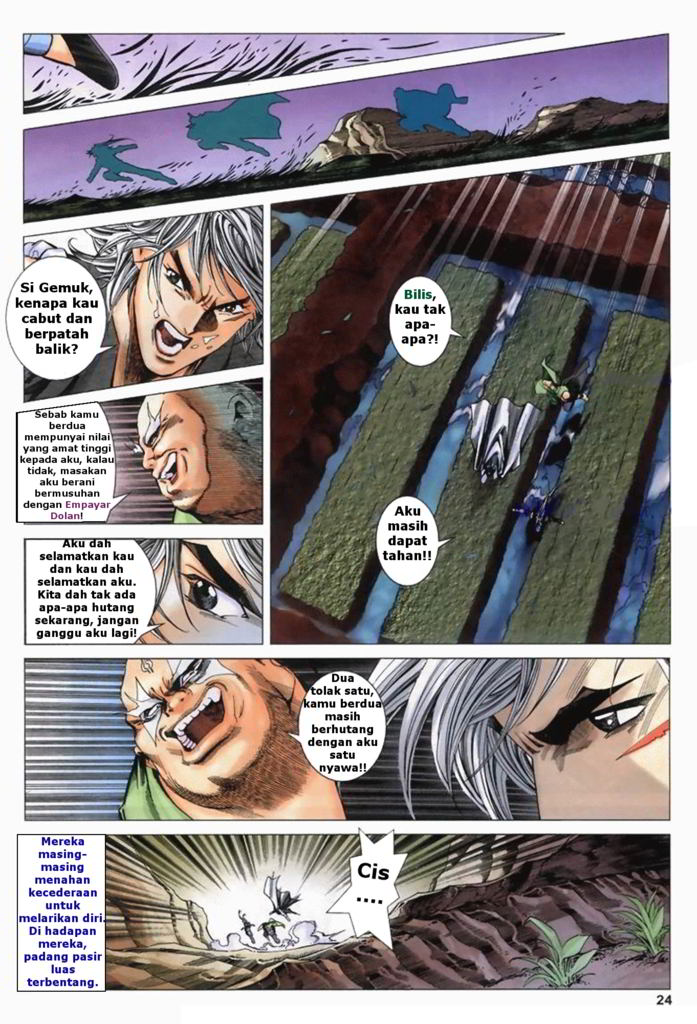 Si Gemuk,
kenapa kau
cabut dan
berpatah
balik?
Bilis,
kau tak
apa-
apa?!
Sebab kamu
berdua
mempunyai nilai
yang amat tinggi
kepada aku, kalau
tidak, masakan
aku berani
bermusuhan
dengan Empayar
Dolan!
Aku
masih
dapat
tahan!!
Aku dah
selamatkan kau
dan kau dah
selamatkan aku.
Kita dah tak ada
apa-apa hutang
sekarang, jangan
ganggu aku lagi!
Dua
tolak satu,
kamu berdua
masih
berhutang
dengan aku
satu
nyawa!!
Mereka
masing-
masing
menahan
kecederaan
untuk
melarikan diri.
Di hadapan
mereka,
padang pasir
luas
terbentang.
Cis
....
24